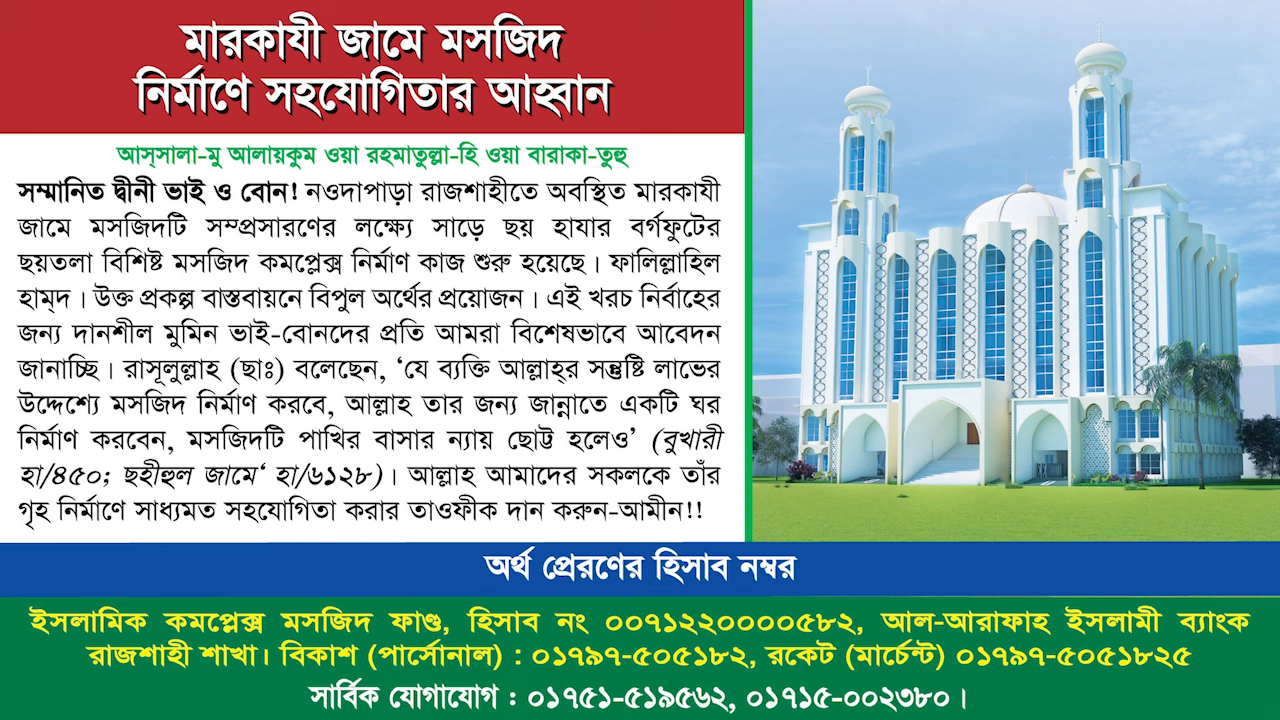 মারকাযী জামে মসজিদ
নির্মাণে সহযোগিতার আহ্বান
আস্সালা-মু আলায়কুম ওয়া রহমাতুল্লা-হি ওয়া বারাকা-তুহু
সম্মানিত দ্বীনী ভাই ও বোন! নওদাপাড়া রাজশাহীতে অবস্থিত মারকাযী
জামে মসজিদটি সম্প্রসারণের লক্ষ্যে সাড়ে ছয় হাযার বর্গফুটের
ছয়তলা বিশিষ্ট মসজিদ কমপ্লেক্স নির্মাণ কাজ শুরু হয়েছে। ফালিল্লাহিল
হাম্দ। উক্ত প্রকল্প বাস্তবায়নে বিপুল অর্থের প্রয়োজন। এই খরচ নির্বাহের
জন্য দানশীল মুমিন ভাই-বোনদের প্রতি আমরা বিশেষভাবে আবেদন
জানাচ্ছি। রাসূলুল্লাহ (ছাঃ) বলেছেন, ‘যে ব্যক্তি আল্লাহ্র সন্তুষ্টি লাভের
উদ্দেশ্যে মসজিদ নির্মাণ করবে, আল্লাহ তার জন্য জান্নাতে একটি ঘর
নির্মাণ করবেন, মসজিদটি পাখির বাসার ন্যায় ছোট্ট হলেও’ (বুখারী
হা/৪৫০; ছহীহুল জামে‘ হা/৬১২৮)। আল্লাহ আমাদের সকলকে তাঁর
গৃহ নির্মাণে সাধ্যমত সহযোগিতা করার তাওফীক দান করুন-আমীন!!
অর্থ প্রেরণের হিসাব নম্বর
ইসলামিক কমপ্লেক্স মসজিদ ফাণ্ড, হিসাব নং ০০৭১২২০০০০৫৮২, আল-আরাফাহ ইসলামী ব্যাংক
রাজশাহী শাখা। বিকাশ (পার্সোনাল) : ০১৭৯৭-৫০৫১৮২, রকেট (মার্চেন্ট) ০১৭৯৭-৫০৫১৮২৫
সার্বিক যোগাযোগ : ০১৭৫১-৫১৯৫৬২, ০১৭১৫-০০২৩৮০।